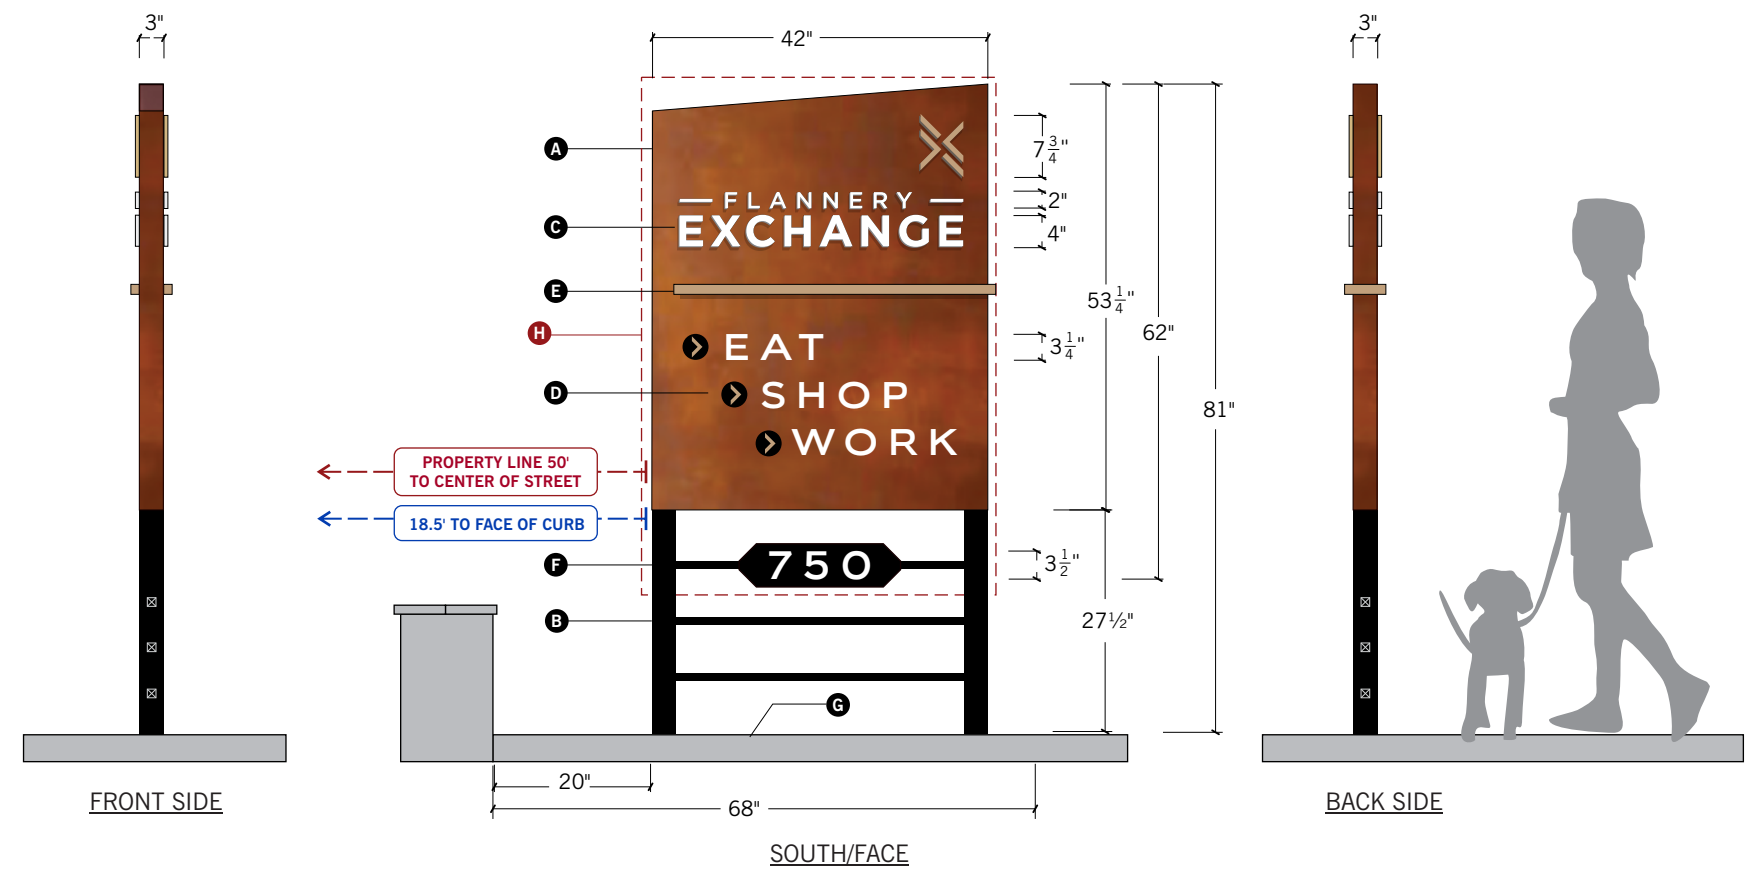 3"
42"
3"
A
7 3/4"
FLANNERY
2"
C
EXCHANGE
4"
E
53 1/4"
H
EAT
3 1/4"
62"
D
SHOP
81"
WORK
PROPERTY LINE 50'
TO CENTER OF STREET
18.5' TO FACE OF CURB
F
750
3 1/2"
B
27½"
G
20"
68"
FRONT SIDE
BACK SIDE
SOUTH/FACE